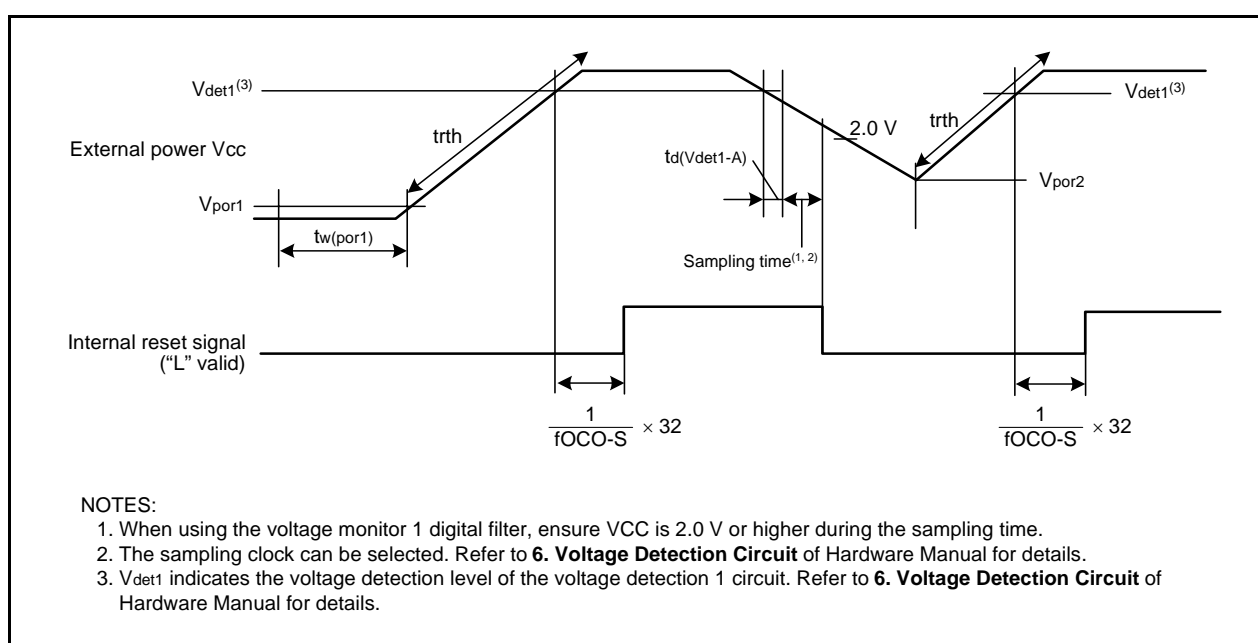 Vdet1(3)
trth
2.0 V
trth
Vdet1(3)
External power Vcc
td(Vdet1-A)
Vpor1
Vpor2
tw(por1)
Sampling time(1, 2)
Internal reset signal
(“L” valid)
1
fOCO-S
× 32
1
fOCO-S
× 32
NOTES:
1. When using the voltage monitor 1 digital filter, ensure VCC is 2.0 V or higher during the sampling time.
2. The sampling clock can be selected. Refer to 6. Voltage Detection Circuit of Hardware Manual for details.
3. Vdet1 indicates the voltage detection level of the voltage detection 1 circuit. Refer to 6. Voltage Detection Circuit of
Hardware Manual for details.